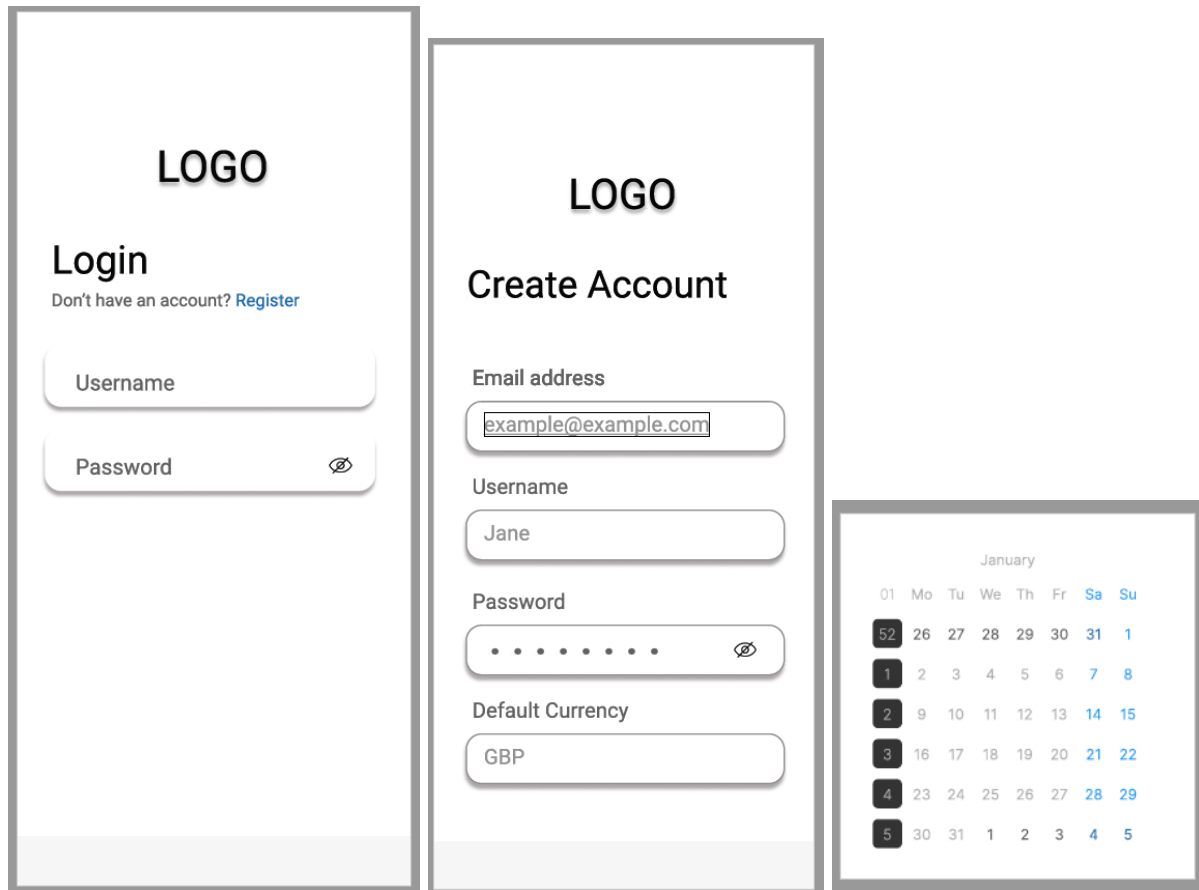 LOGO
Login
Don't have an account? Register
Username
Password
LOGO
Create Account
Email address
example@example.com
Username
Jane
Password
Default Currency
GBP
January
01 Mo Tu We Th Fr Sa Su
52 26 27 28 29 30 31 1
1 2 3 4 5 6 7 8
2 9 10 11 12 13 14 15
3 16 17 18 19 20 21 22
4 23 24 25 26 27 28 29
5 30 31 1 2 3 4 5